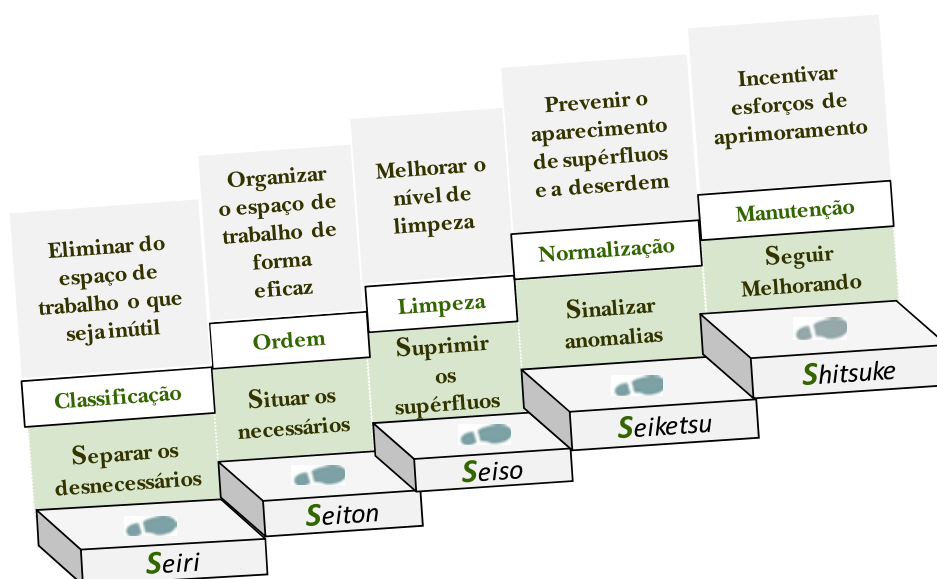 Eliminar do
espaço de
trabalho o que
seja inútil
Classificação
Separar os
desnecessários
Seiri
Organizar
o espaço de
trabalho de
forma
eficaz
Ordem
Situar os
necessários
Seiton
Melhorar o
nível de
limpeza
Limpeza
Suprimir
os
supérfluos
Seiso
Prevenir o
aparecimento
de supérfluos
e a deserdem
Normalização
Sinalizar
anomalias
Seiketsu
Incentivar
esforços de
aprimoramento
Manutenção
Seguir
Melhorando
Shitsuke